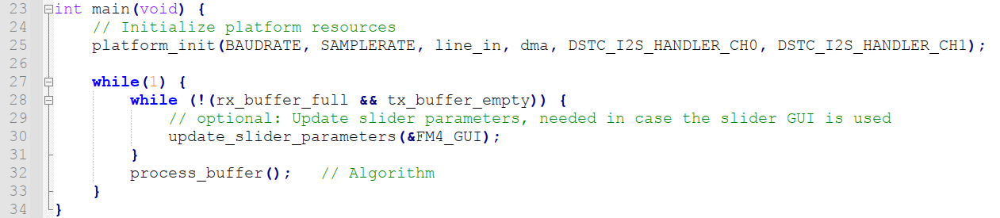 23 int main(void) {
24     // Initialize platform resources
25     platform_init(BAUDRATE, SAMPLERATE, line_in, dma, DSTC_I2S_HANDLER_CH0, DSTC_I2S_HANDLER_CH1);
26
27     while(1) {
28         while (!(rx_buffer_full && tx_buffer_empty)) {
29             // optional: Update slider parameters, needed in case the slider GUI is used
30             update_slider_parameters(&FM4_GUI);
31         }
32         process_buffer();   // Algorithm
33     }
34 }